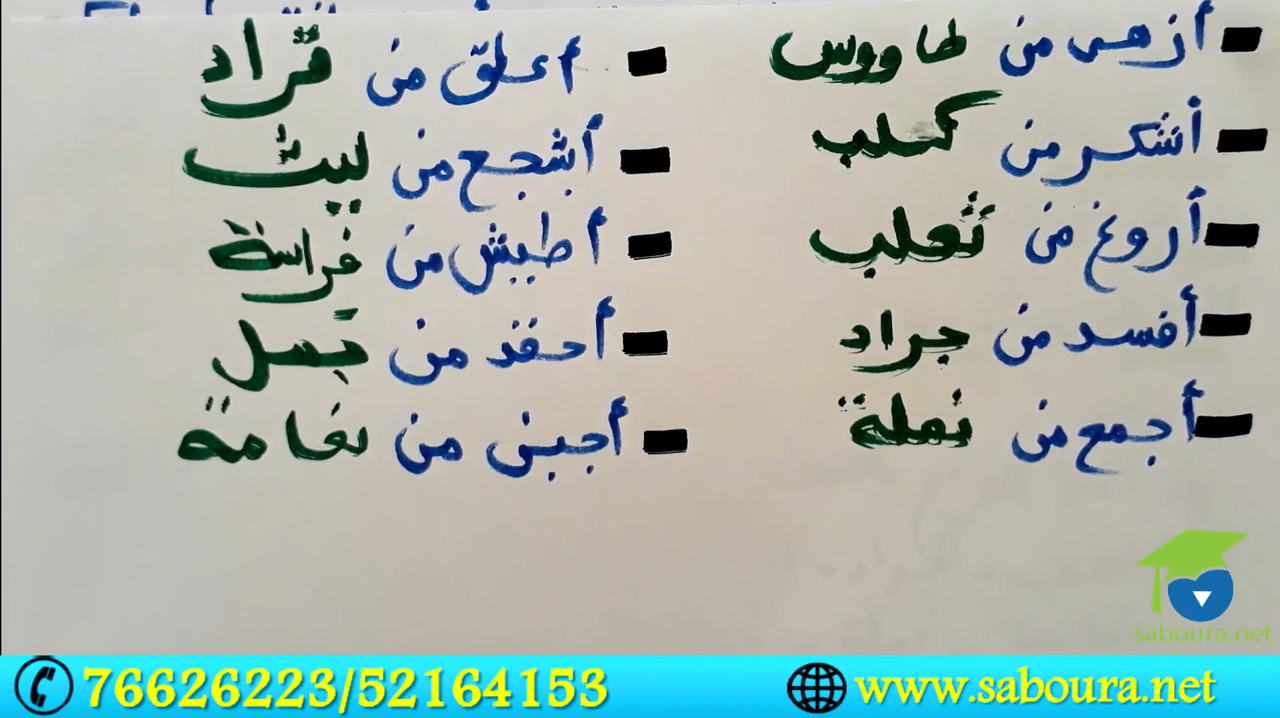 أزهى من طاووس
أشكر من كلب
أروغ من ثعلب
أفسد من جراد
أجمع من نملة
أعلق من قراد
أشجع من ليث
أطيش من فراشة
أحقد من جمل
أجبن من نعامة
saboura.net
76626223/52164153
www.saboura.net